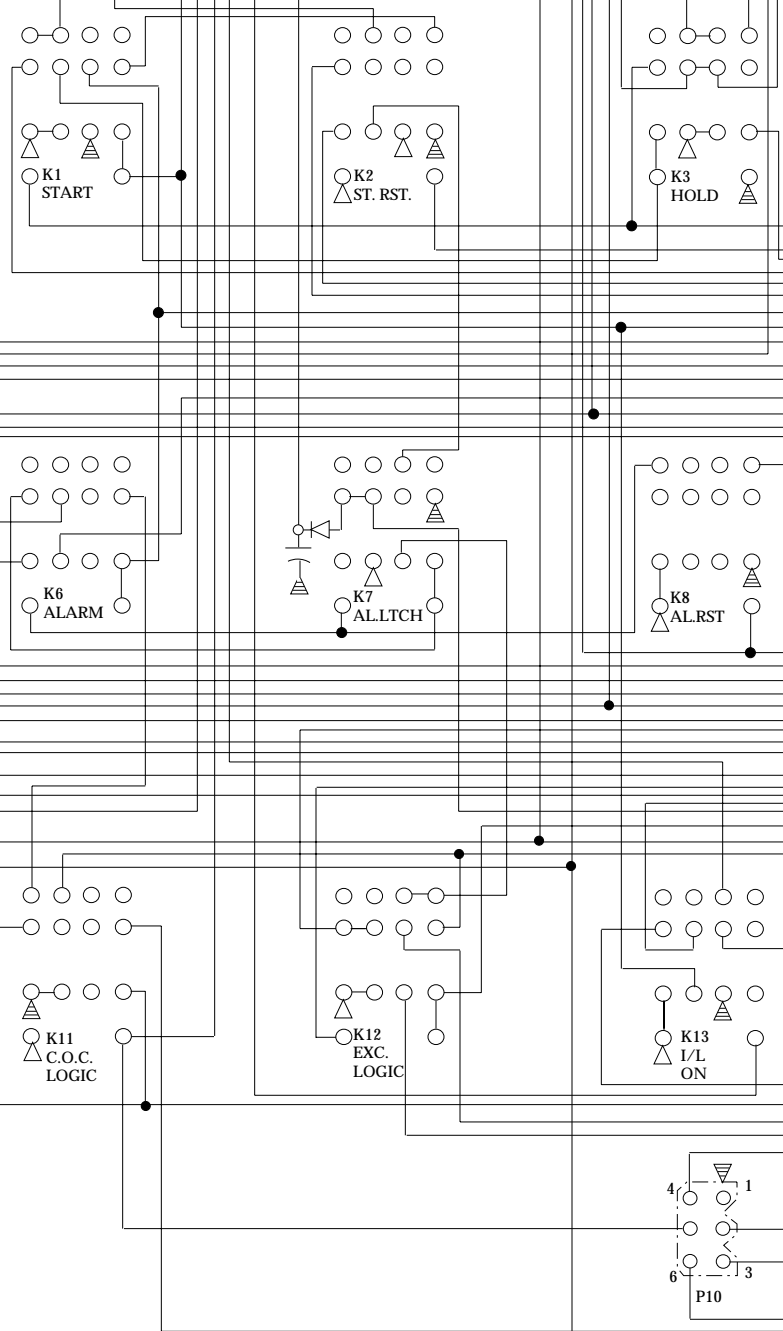 K1
START
K2
ST. RST.
K3
HOLD
K6
ALARM
K7
AL.LTCH
K8
AL.RST
K11
C.O.C.
LOGIC
K12
EXC.
LOGIC
K13
I/L
ON
4 1
6 3
P10